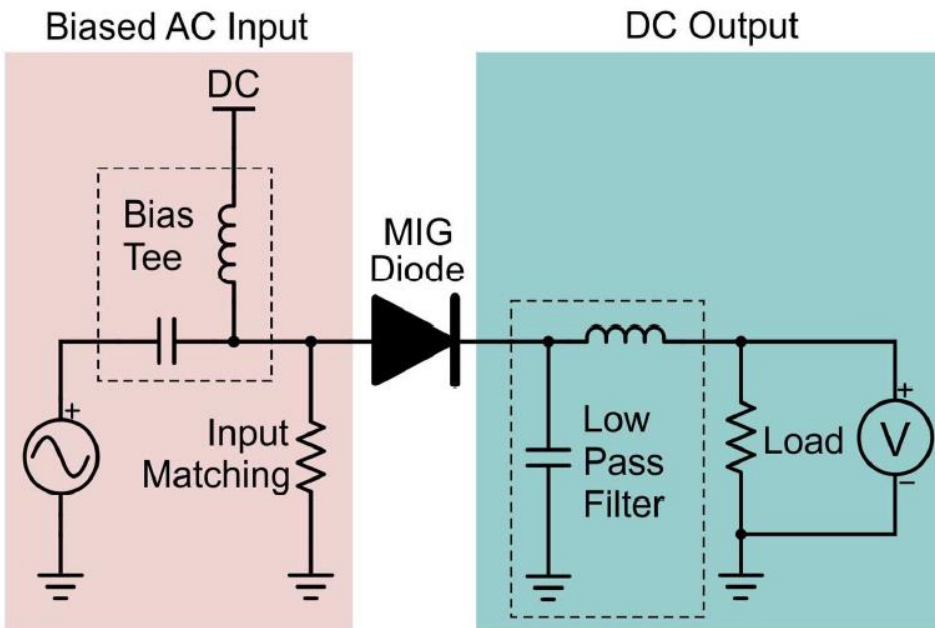 Biased AC Input
DC Output
DC
Bias
Tee
MIG
Diode
+
Input
Matching
Low
Pass
Filter
Load
+
V
−